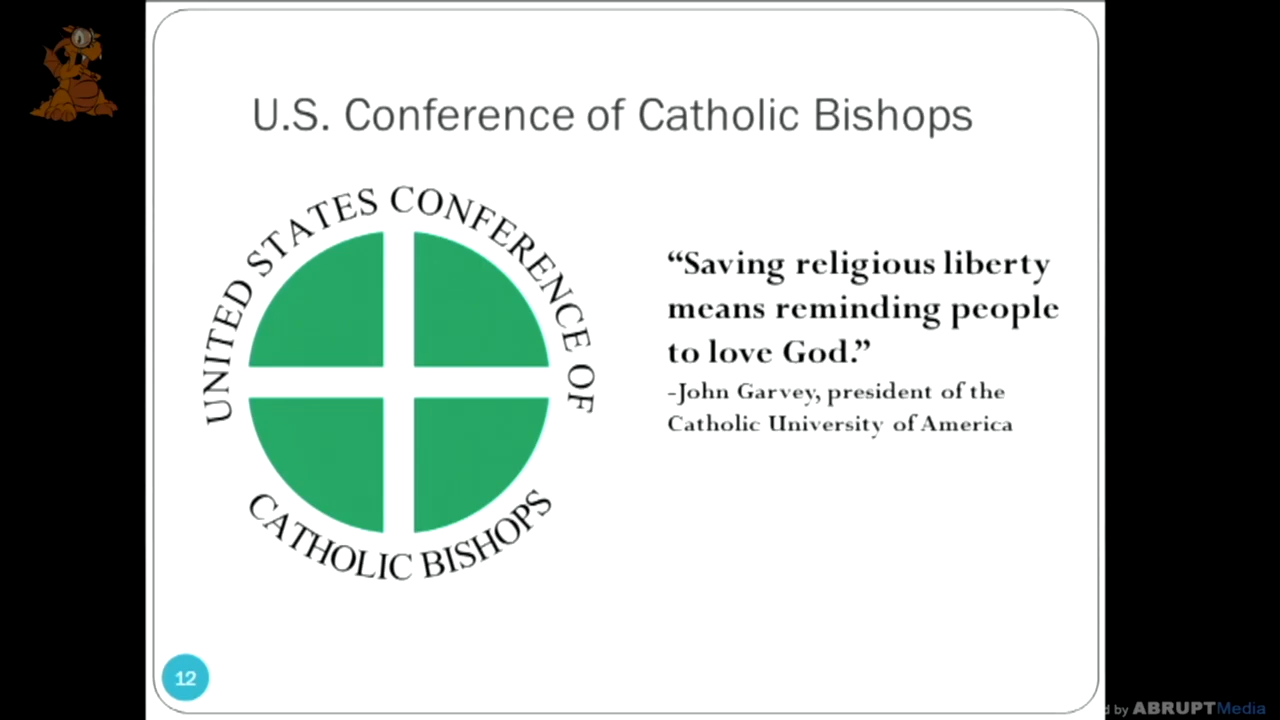 U.S. Conference of Catholic Bishops
UNITED STATES CONFERENCE OF
CATHOLIC BISHOPS
“Saving religious liberty
means reminding people
to love God.”
-John Garvey, president of the
Catholic University of America
12
d by ABRUPTMedia